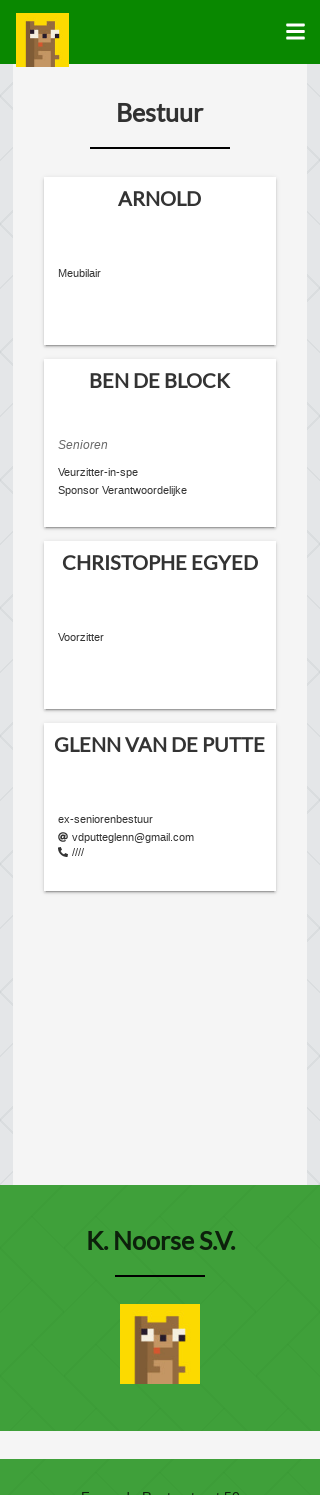 Bestuur
ARNOLD
Meubilair
BEN DE BLOCK
Senioren
Veurzitter-in-spe
Sponsor Verantwoordelijke
CHRISTOPHE EGYED
Voorzitter
GLENN VAN DE PUTTE
ex-seniorenbestuur
@ vdputteglenn@gmail.com
////
K. Noorse S.V.